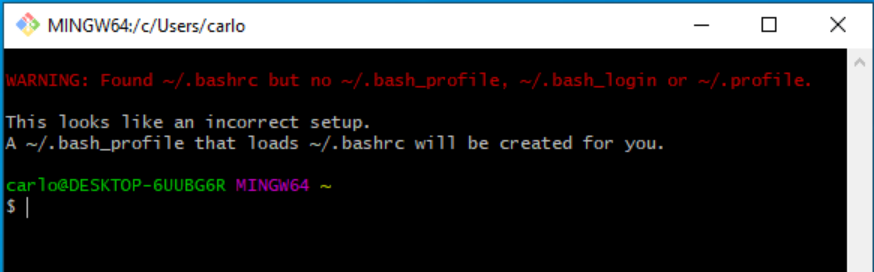 MINGW64:/c/Users/carlo
WARNING: Found ~/.bashrc but no ~/.bash_profile, ~/.bash_login or ~/.profile.
This looks like an incorrect setup.
A ~/.bash_profile that loads ~/.bashrc will be created for you.
carlo@DESKTOP-6UUBG6R MINGW64 ~
$